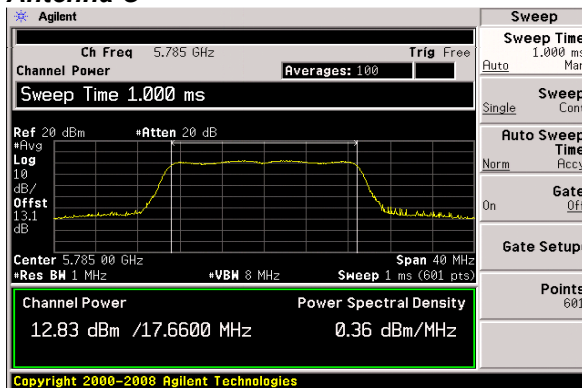 Antenna C
Agilent
Sweep
Ch Freq 5.785 GHz Trig Free
Channel Power Averages: 100
Sweep Time 1.000 ms
Ref 20 dBm #Atten 20 dB
#Avg
Log
10
dB/
Offst
13.1
dB
Center 5.785 00 GHz Span 40 MHz
#Res BW 1 MHz #VBW 8 MHz Sweep 1 ms (601 pts)
Channel Power Power Spectral Density
12.83 dBm /17.6600 MHz 0.36 dBm/MHz
Copyright 2000-2008 Agilent Technologies
Sweep Time
1.000 ms
Auto Man
Sweep
Single Cont
Auto Sweep
Time
Norm Accy
Gate
On Off
Gate Setup
Points
601